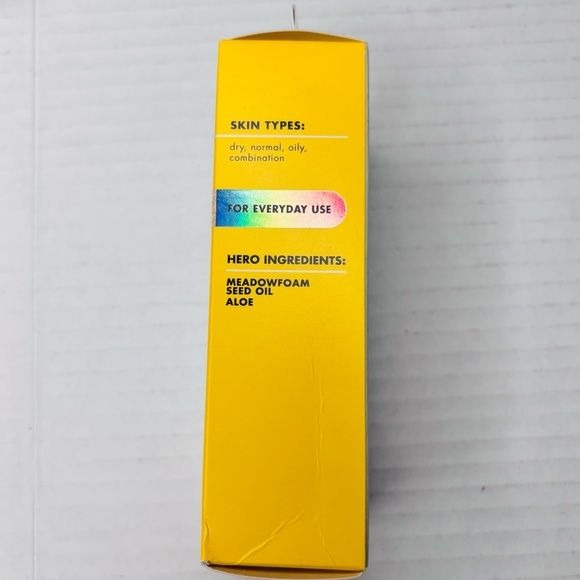 SKIN TYPES:
dry, normal, oily,
combination
FOR EVERYDAY USE
HERO INGREDIENTS:
MEADOWFOAM
SEED OIL
ALOE